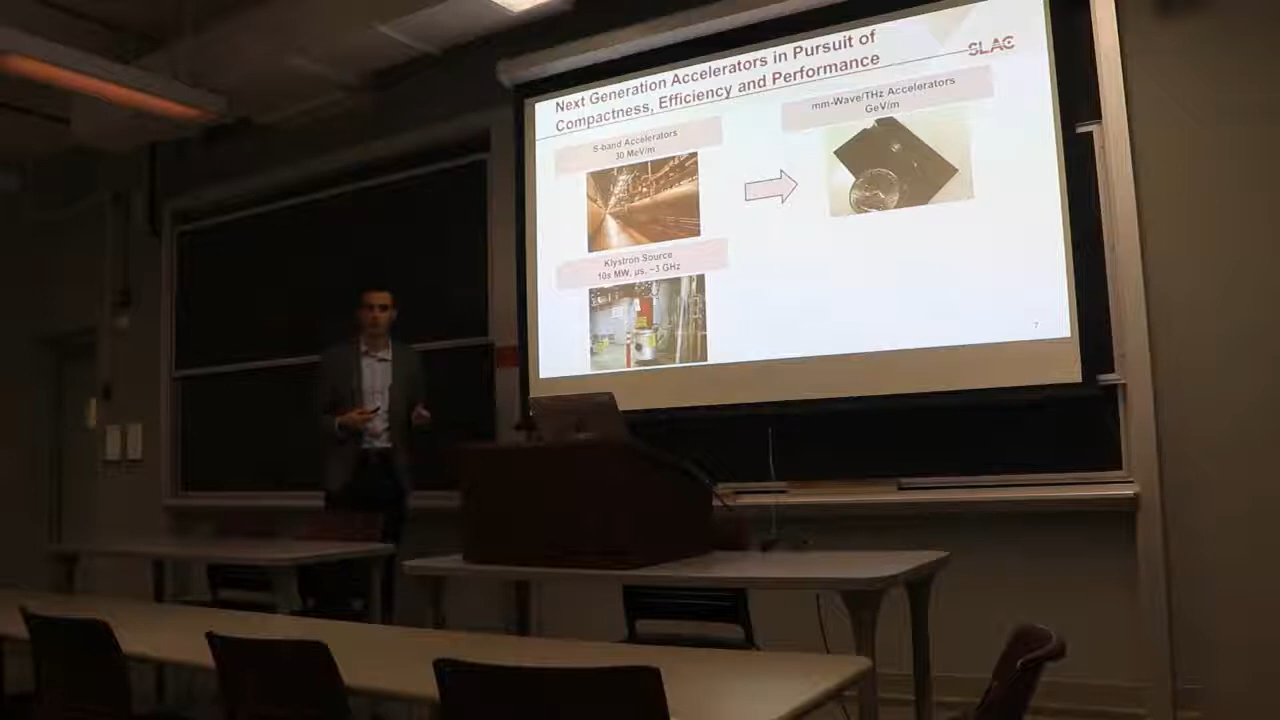 Next Generation Accelerators in Pursuit of
Compactness, Efficiency and Performance
SLAC
S-band Accelerators
30 MeV/m
mm-Wave/THz Accelerators
GeV/m
Klystron Source
10s MW, µs, ~3 GHz
7